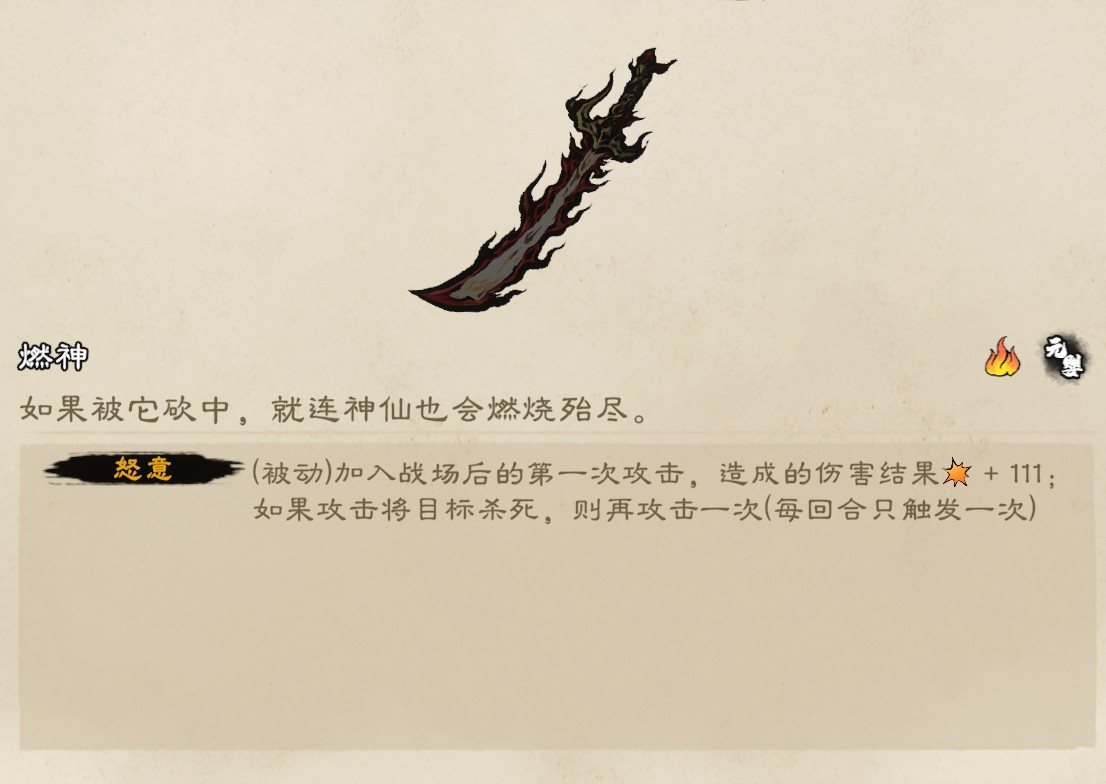 燃神
元婴
如果被它砍中，就连神仙也会燃烧殆尽。
怒意
(被动)加入战场后的第一次攻击，造成的伤害结果 + 111；
如果攻击将目标杀死，则再攻击一次(每回合只触发一次)